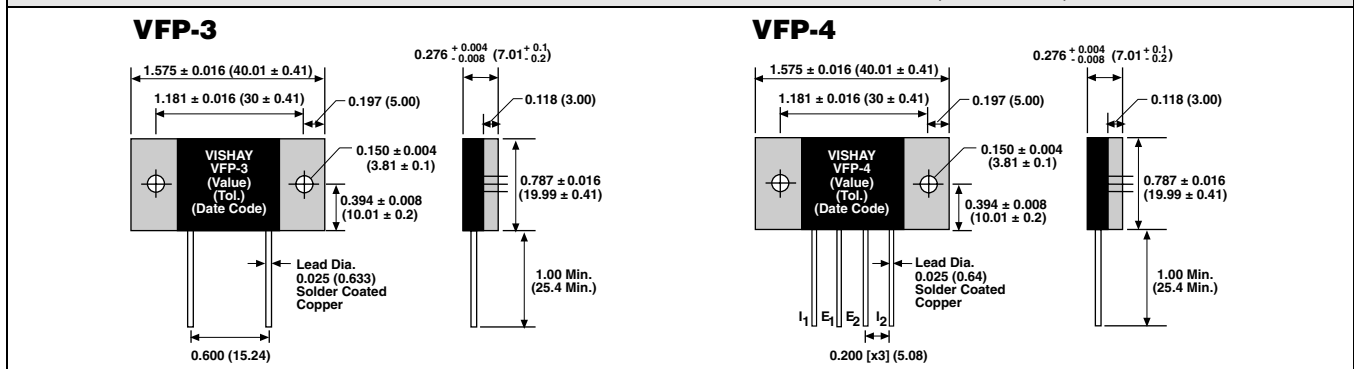 VFP-3
0.276 + 0.004 - 0.008 (7.01 + 0.1 - 0.2)
1.575 ± 0.016 (40.01 ± 0.41)
1.181 ± 0.016 (30 ± 0.41)
0.197 (5.00)
0.118 (3.00)
VISHAY
VFP-3
(Value)
(Tol.)
(Date Code)
0.150 ± 0.004
(3.81 ± 0.1)
0.394 ± 0.008
(10.01 ± 0.2)
0.787 ± 0.016
(19.99 ± 0.41)
Lead Dia.
0.025 (0.633)
Solder Coated
Copper
1.00 Min.
(25.4 Min.)
0.600 (15.24)
VFP-4
0.276 + 0.004 - 0.008 (7.01 + 0.1 - 0.2)
1.575 ± 0.016 (40.01 ± 0.41)
1.181 ± 0.016 (30 ± 0.41)
0.197 (5.00)
0.118 (3.00)
VISHAY
VFP-4
(Value)
(Tol.)
(Date Code)
0.150 ± 0.004
(3.81 ± 0.1)
0.394 ± 0.008
(10.01 ± 0.2)
0.787 ± 0.016
(19.99 ± 0.41)
Lead Dia.
0.025 (0.64)
Solder Coated
Copper
1.00 Min.
(25.4 Min.)
I1 E1 E2 I2
0.200 [x3] (5.08)